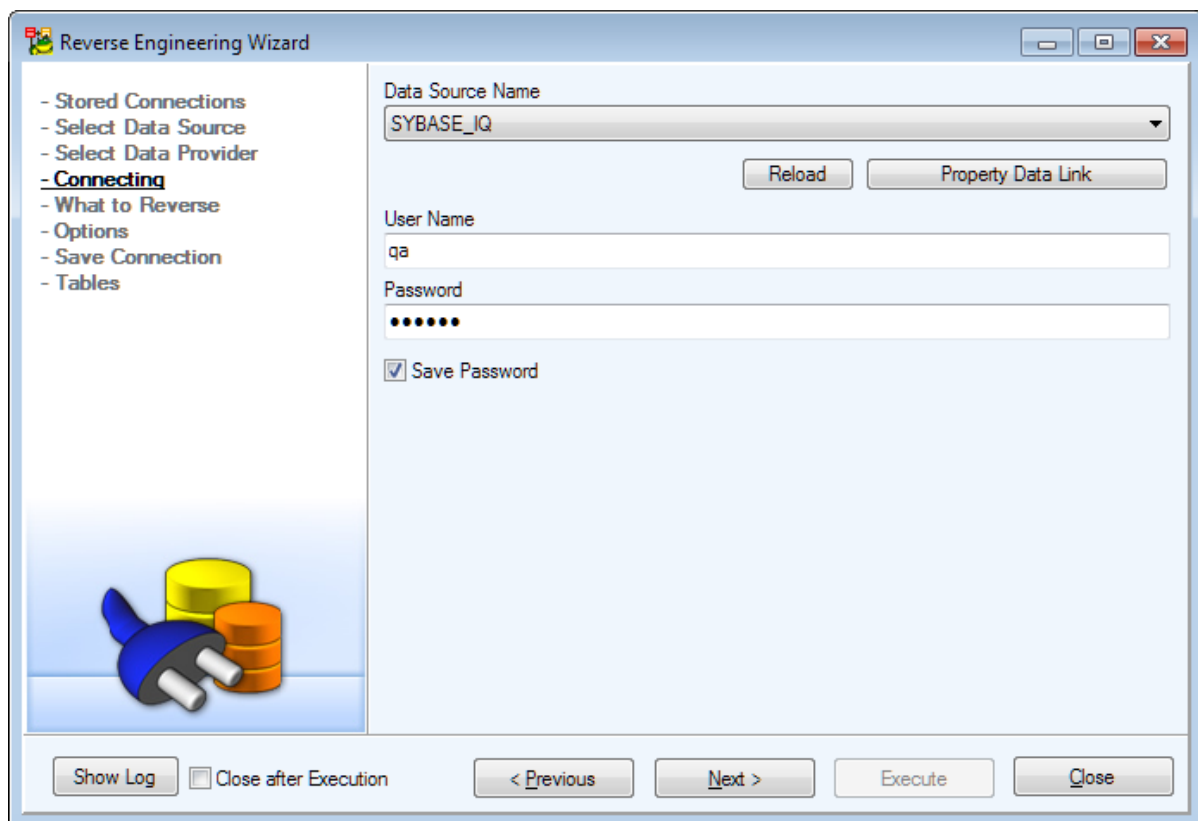 Reverse Engineering Wizard
- Stored Connections
- Select Data Source
- Select Data Provider
- Connecting
- What to Reverse
- Options
- Save Connection
- Tables
Data Source Name
SYBASE_IQ
Reload
Property Data Link
User Name
qa
Password
••••••
Save Password
Show Log
Close after Execution
< Previous
Next >
Execute
Close